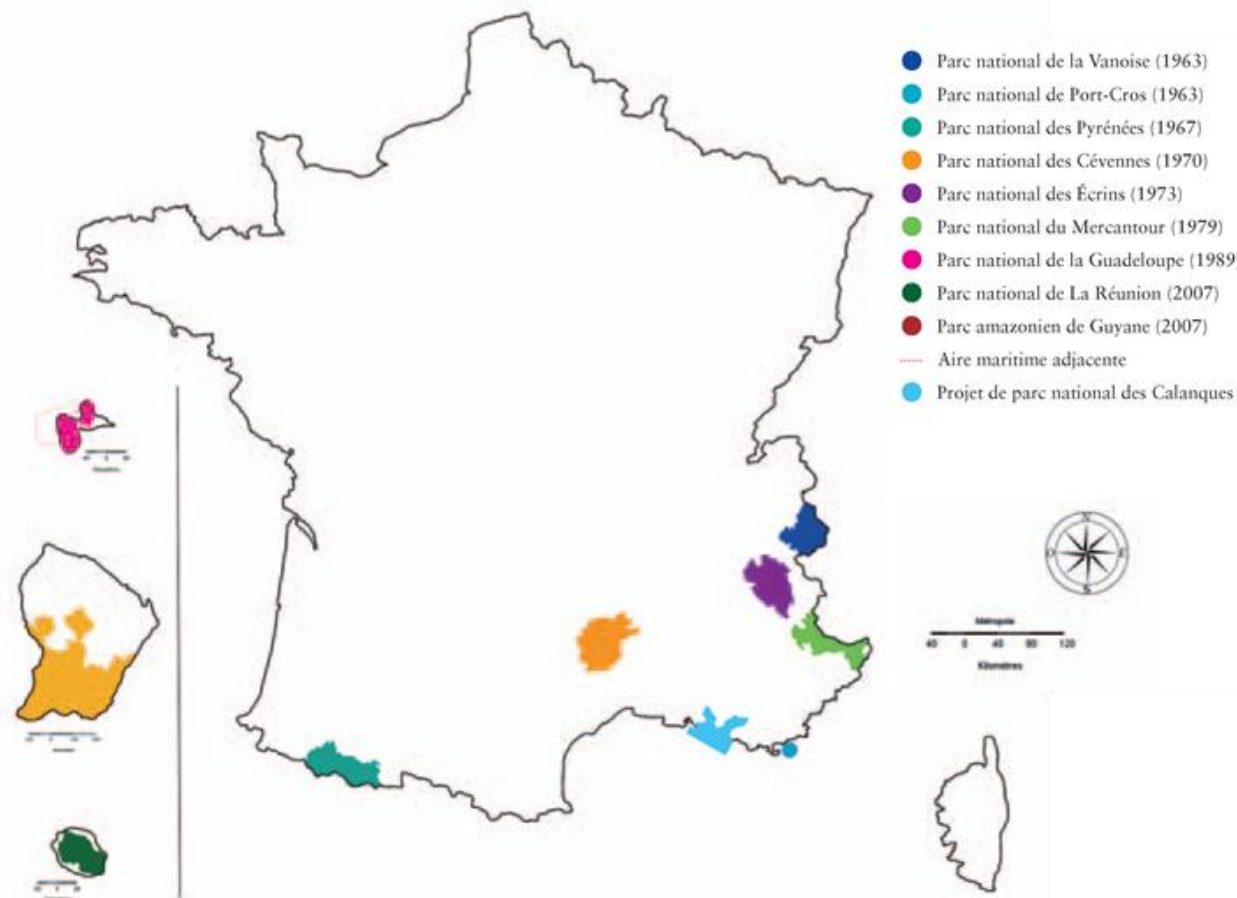 Parc national de la Vanoise (1963)
Parc national de Port-Cros (1963)
Parc national des Pyrénées (1967)
Parc national des Cévennes (1970)
Parc national des Écrins (1973)
Parc national du Mercantour (1979)
Parc national de la Guadeloupe (1989
Parc national de La Réunion (2007)
Parc amazonien de Guyane (2007)
Aire maritime adjacente
Projet de parc national des Calanques
N
O E
S
Métropole
40 0 40 80 120
Kilomètres